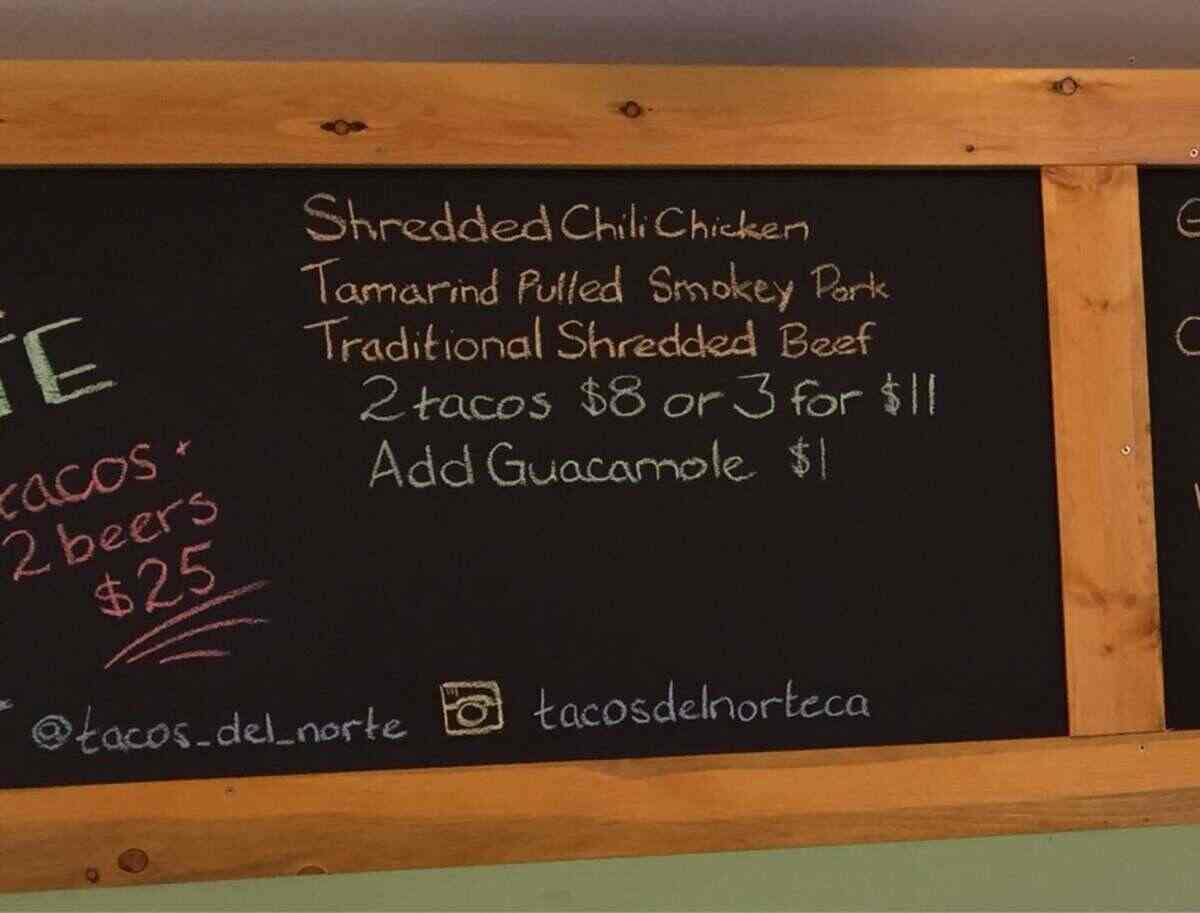 Shredded Chili Chicken
Tamarind Pulled Smokey Pork
Traditional Shredded Beef
2 tacos $8 or 3 for $11
Add Guacamole $1
tacos
2 beers
$25
@tacos_del_norte
tacosdelnorteca